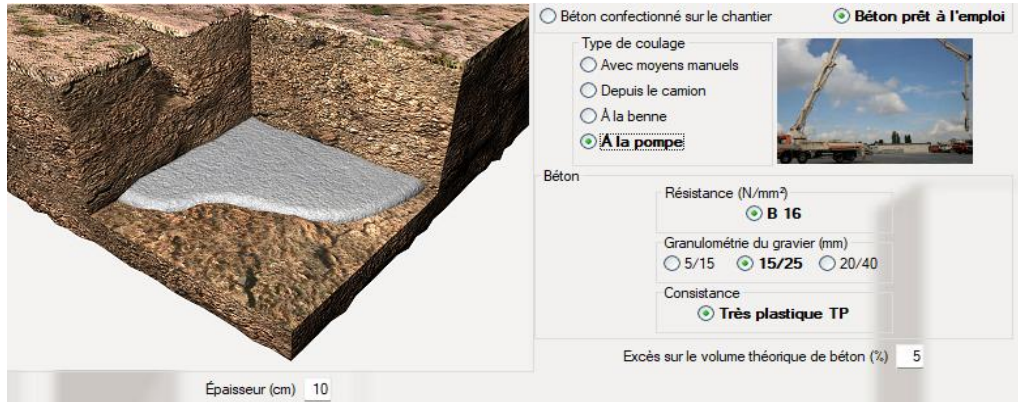 Béton confectionné sur le chantier
Béton prêt à l'emploi
Type de coulage
Avec moyens manuels
Depuis le camion
À la benne
À la pompe
Béton
Résistance (N/mm²)
B 16
Granulométrie du gravier (mm)
5/15 15/25 20/40
Consistance
Très plastique TP
Excès sur le volume théorique de béton (%) 5
Épaisseur (cm) 10